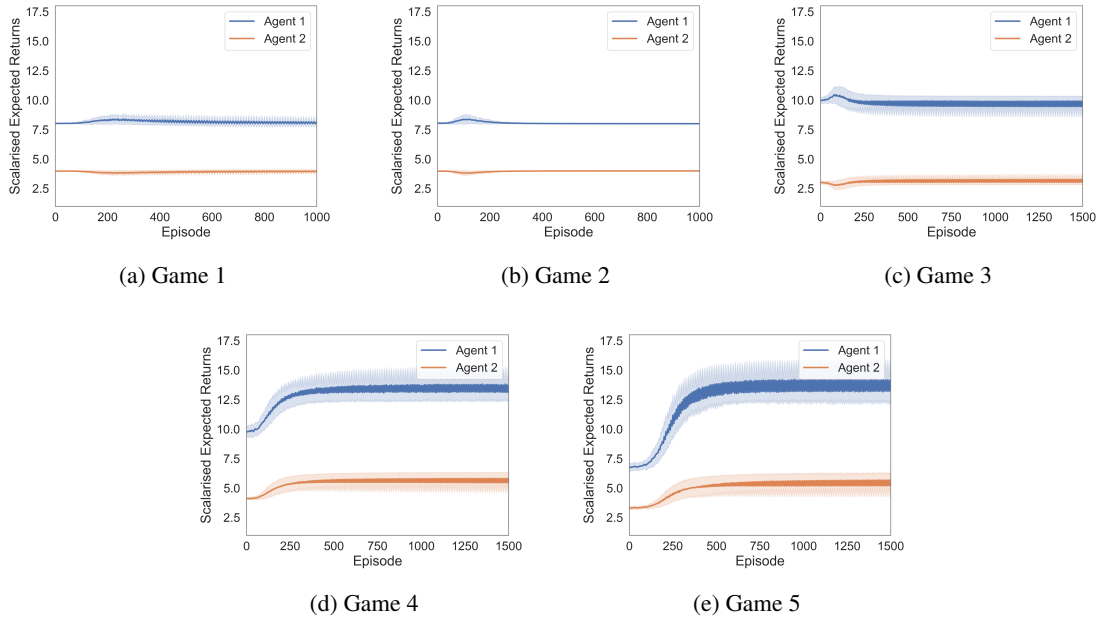 Scalarised Expected Returns
17.5
15.0
12.5
10.0
7.5
5.0
2.5
Agent 1
Agent 2
0 200 400 600 800 1000
Episode
(a) Game 1
Scalarised Expected Returns
17.5
15.0
12.5
10.0
7.5
5.0
2.5
Agent 1
Agent 2
0 200 400 600 800 1000
Episode
(b) Game 2
Scalarised Expected Returns
17.5
15.0
12.5
10.0
7.5
5.0
2.5
Agent 1
Agent 2
0 250 500 750 1000 1250 1500
Episode
(c) Game 3
Scalarised Expected Returns
17.5
15.0
12.5
10.0
7.5
5.0
2.5
Agent 1
Agent 2
0 250 500 750 1000 1250 1500
Episode
(d) Game 4
Scalarised Expected Returns
17.5
15.0
12.5
10.0
7.5
5.0
2.5
Agent 1
Agent 2
0 250 500 750 1000 1250 1500
Episode
(e) Game 5